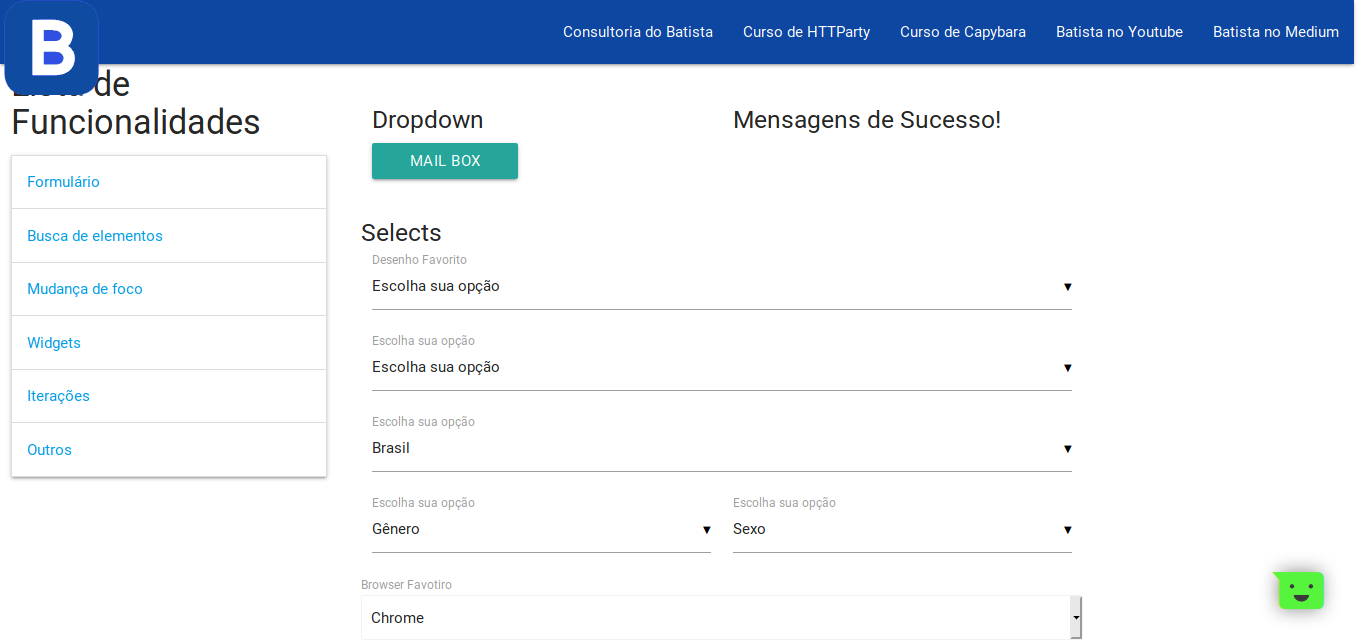 B
Consultoria do Batista Curso de HTTParty Curso de Capybara Batista no Youtube Batista no Medium
Lista de
Funcionalidades
Formulário
Busca de elementos
Mudança de foco
Widgets
Iterações
Outros
Dropdown
MAIL BOX
Mensagens de Sucesso!
Selects
Desenho Favorito
Escolha sua opção
Escolha sua opção
Escolha sua opção
Escolha sua opção
Brasil
Escolha sua opção
Gênero
Escolha sua opção
Sexo
Browser Favotiro
Chrome